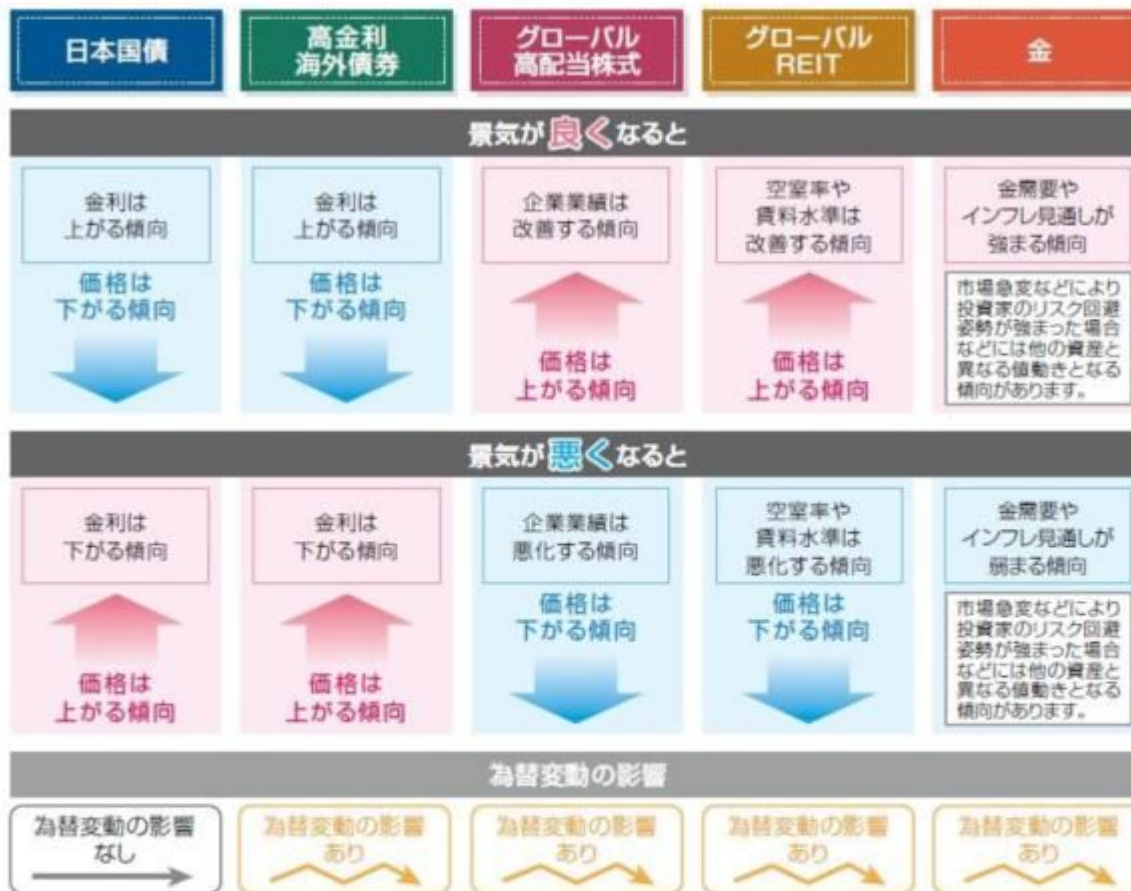 日本国債
高金利
海外債券
グローバル
高配当株式
グローバル
REIT
金
景気が良くなると
金利は
上がる傾向
価格は
下がる傾向
金利は
上がる傾向
価格は
下がる傾向
企業業績は
改善する傾向
価格は
上がる傾向
空室率や
賃料水準は
改善する傾向
価格は
上がる傾向
金需要や
インフレ見通しが
強まる傾向
市場急変などにより
投資家のリスク回避
姿勢が強まった場合
などには他の資産と
異なる値動きとなる
傾向があります。
景気が悪くなると
金利は
下がる傾向
価格は
上がる傾向
金利は
下がる傾向
価格は
上がる傾向
企業業績は
悪化する傾向
価格は
下がる傾向
空室率や
賃料水準は
悪化する傾向
価格は
下がる傾向
金需要や
インフレ見通しが
弱まる傾向
市場急変などにより
投資家のリスク回避
姿勢が強まった場合
などには他の資産と
異なる値動きとなる
傾向があります。
為替変動の影響
為替変動の影響
なし
為替変動の影響
あり
為替変動の影響
あり
為替変動の影響
あり
為替変動の影響
あり